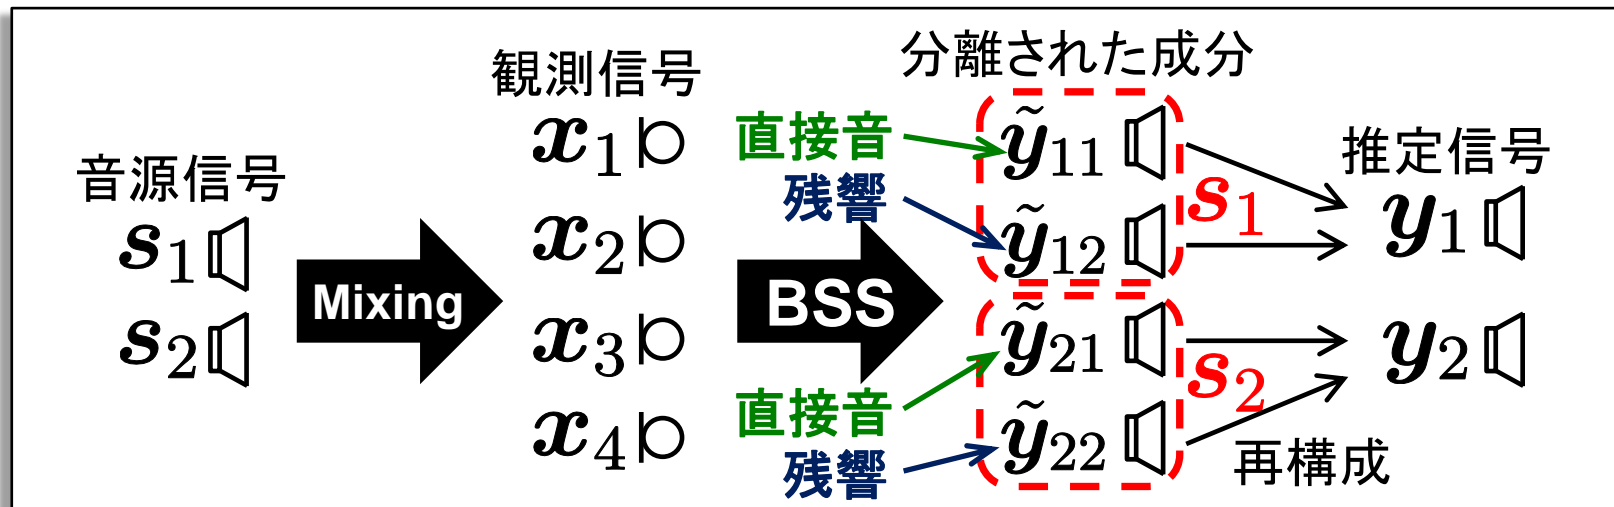 音源信号
s1
s2
Mixing
観測信号
x1
x2
x3
x4
BSS
分離された成分
直接音
残響
ỹ11
ỹ12
s1
直接音
残響
ỹ21
ỹ22
s2
再構成
推定信号
y1
y2